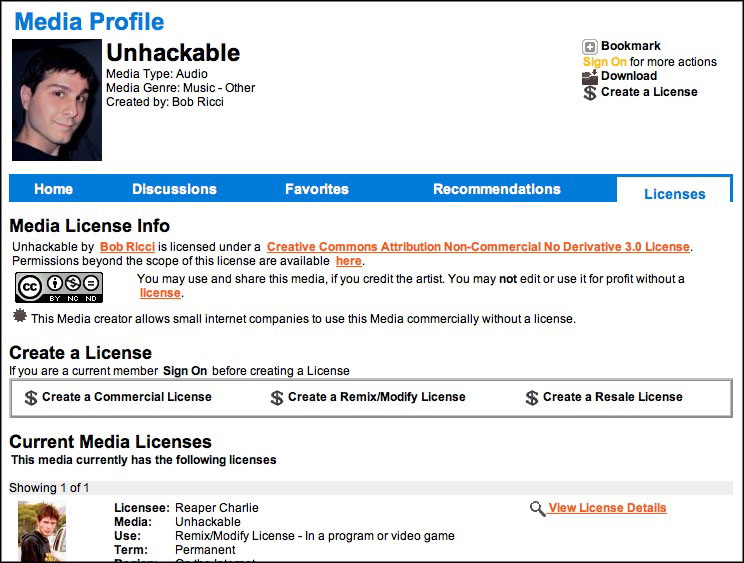 Media Profile
Unhackable
Media Type: Audio
Media Genre: Music - Other
Created by: Bob Ricci
Bookmark
Sign On for more actions
Download
Create a License
Home Discussions Favorites Recommendations Licenses
Media License Info
Unhackable by Bob Ricci is licensed under a Creative Commons Attribution Non-Commercial No Derivative 3.0 License.
Permissions beyond the scope of this license are available here.
cc BY NC ND
You may use and share this media, if you credit the artist. You may not edit or use it for profit without a
license.
This Media creator allows small internet companies to use this Media commercially without a license.
Create a License
If you are a current member Sign On before creating a License
$ Create a Commercial License $ Create a Remix/Modify License $ Create a Resale License
Current Media Licenses
This media currently has the following licenses
Showing 1 of 1
Licensee: Reaper Charlie
View License Details
Media: Unhackable
Use: Remix/Modify License - In a program or video game
Term: Permanent
Region: On the Internet